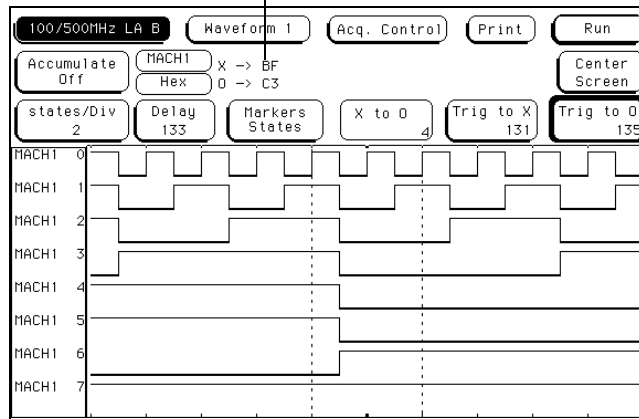 100/500MHz LA B Waveform 1 Acq. Control Print Run
Accumulate Off MACH1 X -> BF Center Screen
Hex O -> C3
states/Div 2 Delay 133 Markers States X to O 4 Trig to X 131 Trig to O 135
MACH1 0
MACH1 1
MACH1 2
MACH1 3
MACH1 4
MACH1 5
MACH1 6
MACH1 7